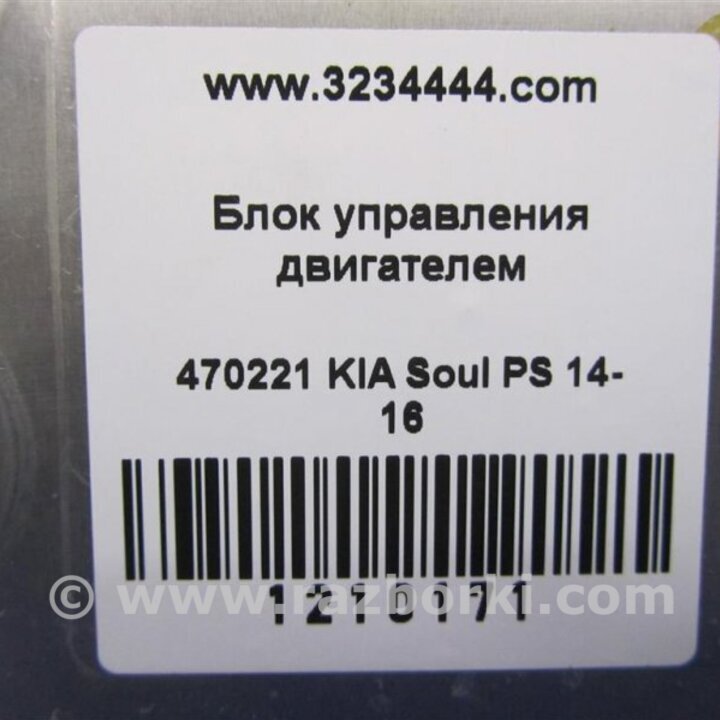 www.3234444.com
Блок управления
двигателем
470221 KIA Soul PS 14-
16
© www.razborki.com